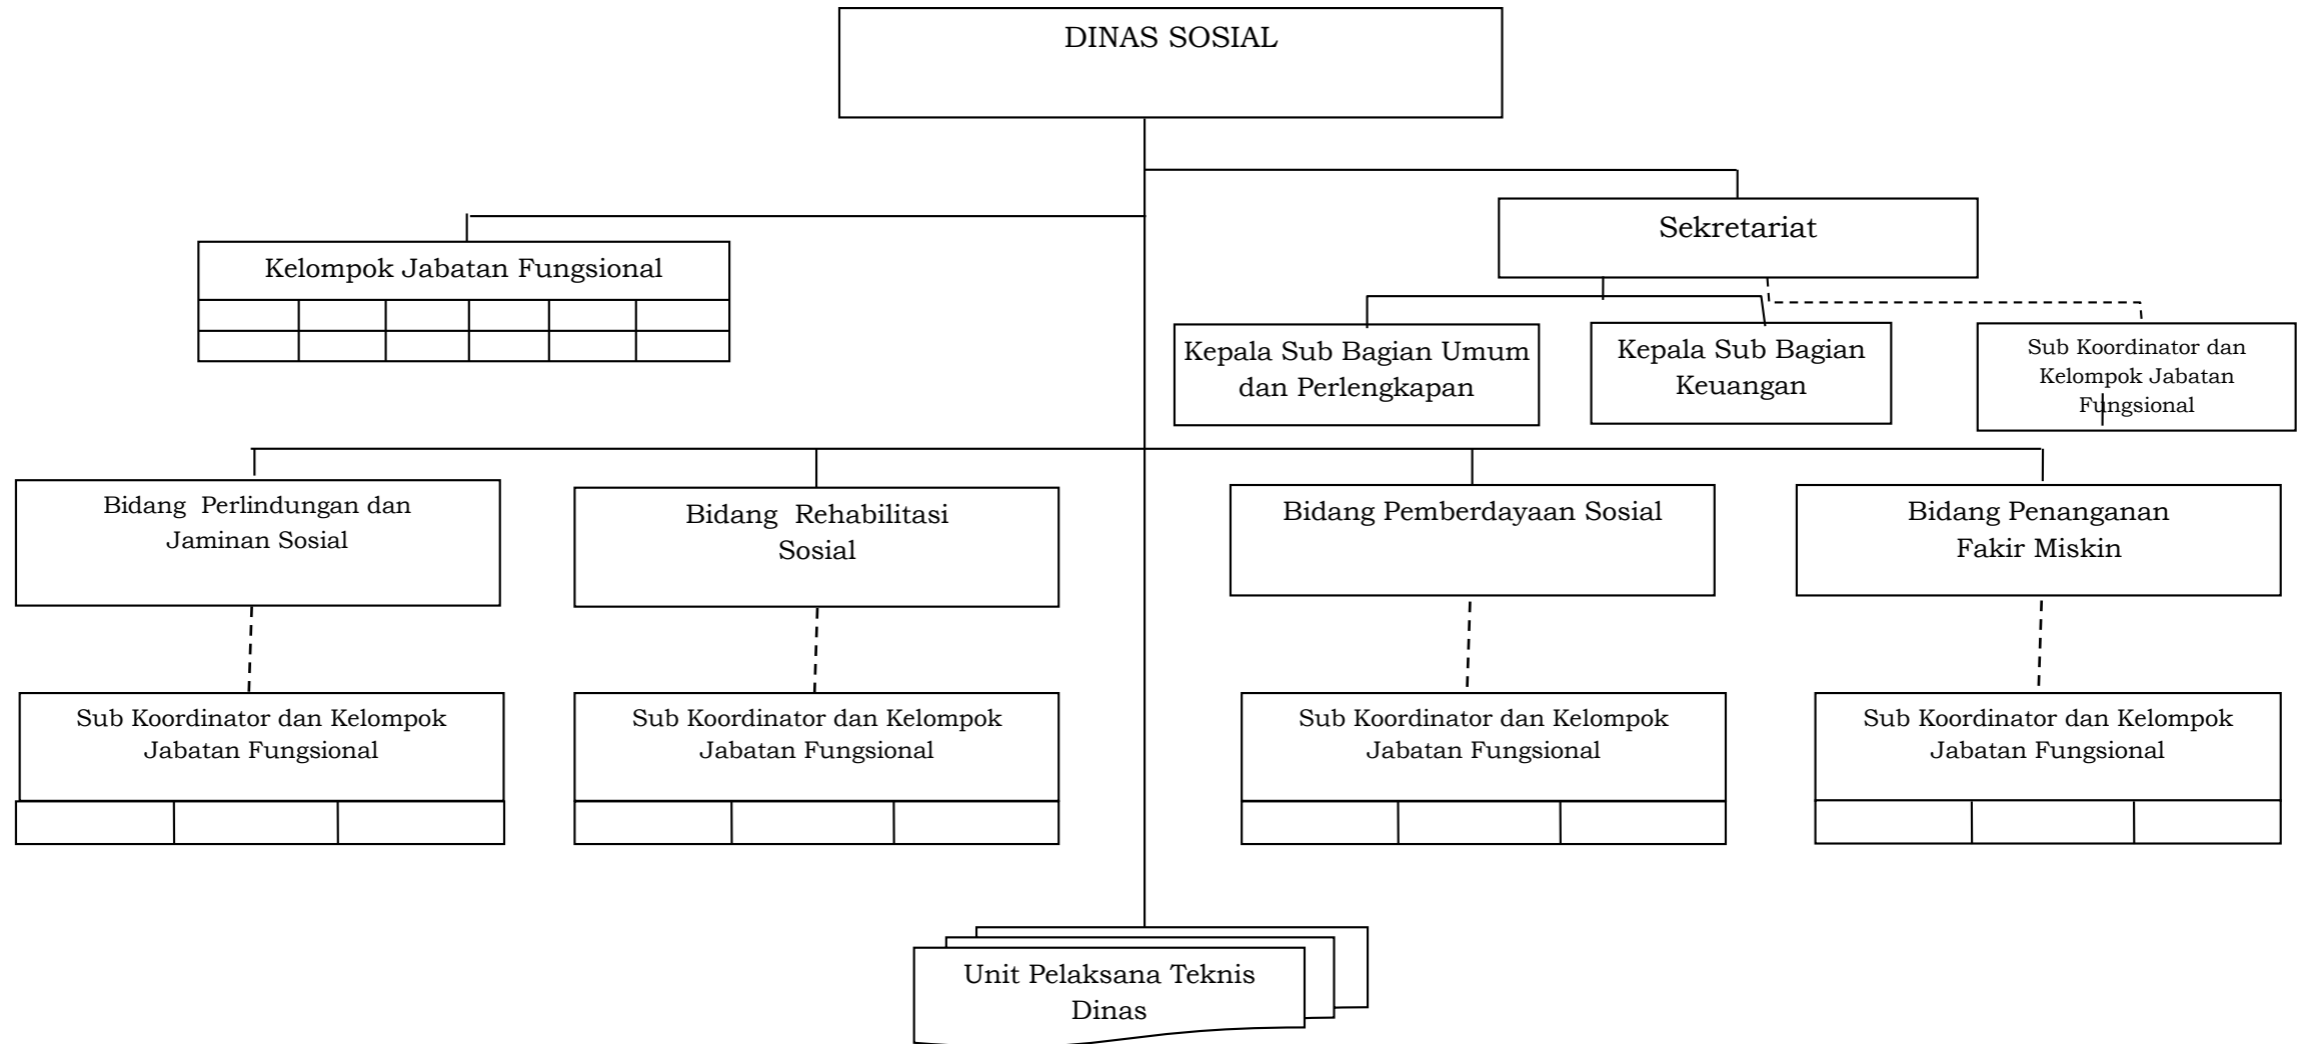 DINAS SOSIAL
Sekretariat
Kelompok Jabatan Fungsional
Kepala Sub Bagian Umum
dan Perlengkapan
Kepala Sub Bagian
Keuangan
Sub Koordinator dan
Kelompok Jabatan
Fungsional
Bidang  Perlindungan dan
Jaminan Sosial
Bidang  Rehabilitasi
Sosial
Bidang Pemberdayaan Sosial
Bidang Penanganan
Fakir Miskin
Sub Koordinator dan Kelompok
Jabatan Fungsional
Sub Koordinator dan Kelompok
Jabatan Fungsional
Sub Koordinator dan Kelompok
Jabatan Fungsional
Sub Koordinator dan Kelompok
Jabatan Fungsional
Unit Pelaksana Teknis
Dinas